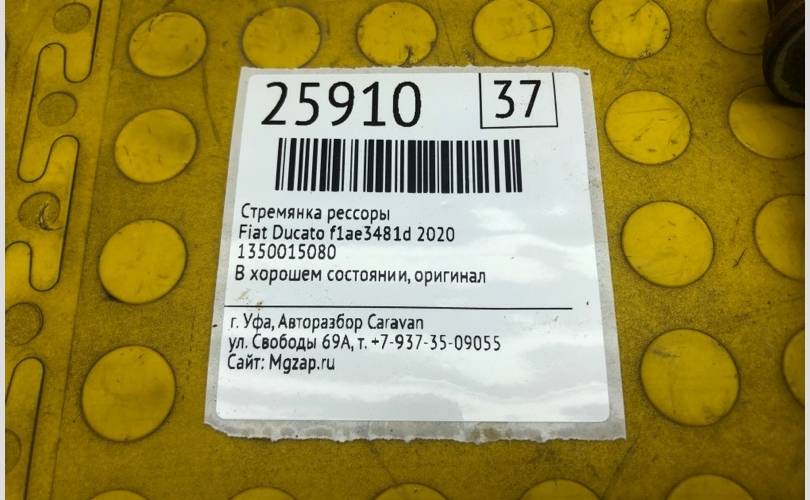 25910 37
Стремянка рессоры
Fiat Ducato f1ae3481d 2020
1350015080
В хорошем состоянии, оригинал
г. Уфа, Авторазбор Caravan
ул. Свободы 69А, т. +7-937-35-09055
Сайт: Mgzap.ru